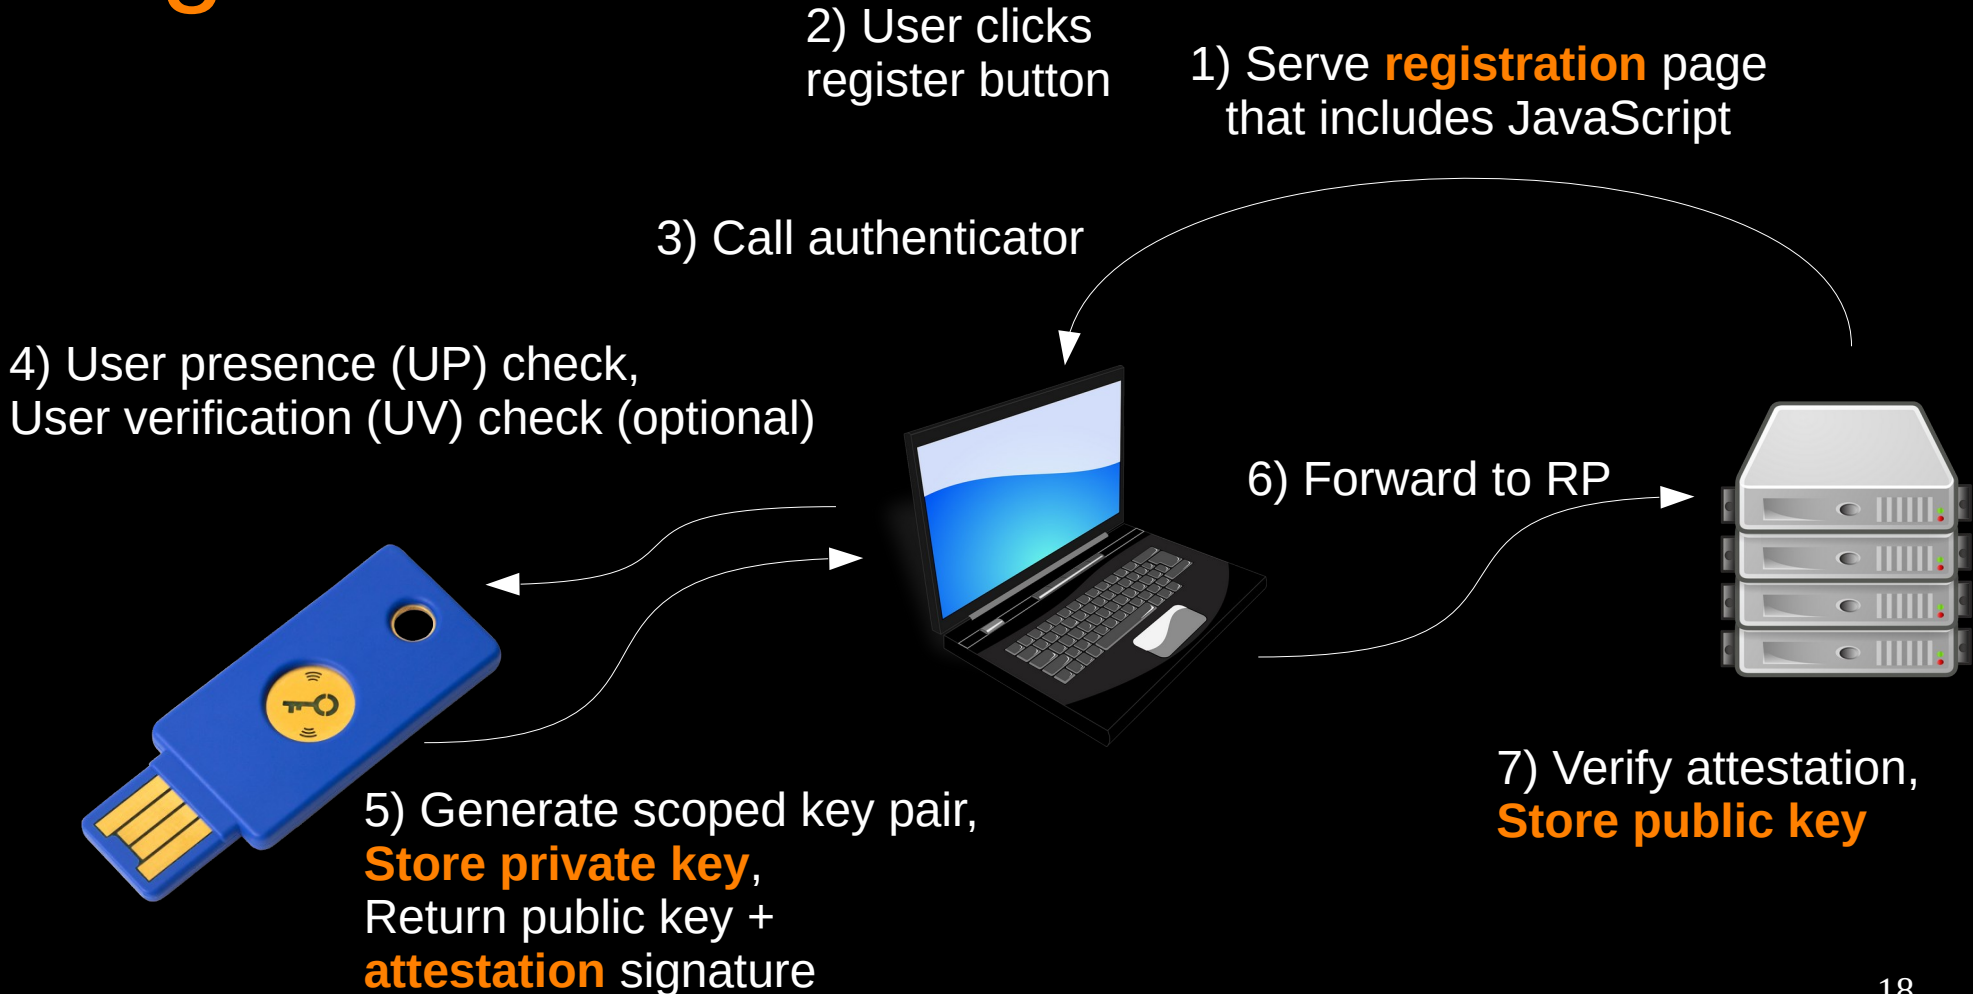 2) User clicks
register button
1) Serve registration page
that includes JavaScript
3) Call authenticator
4) User presence (UP) check,
User verification (UV) check (optional)
6) Forward to RP
5) Generate scoped key pair,
Store private key,
Return public key +
attestation signature
7) Verify attestation,
Store public key
18